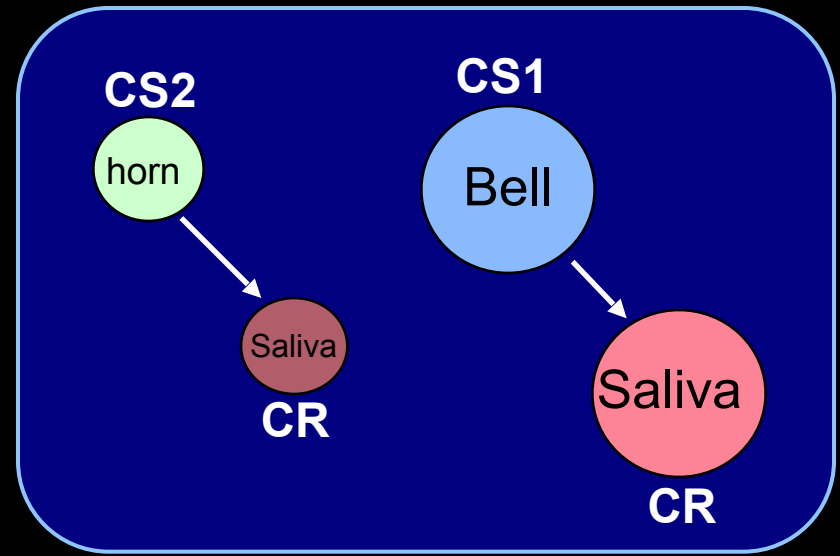 CS2
horn
Saliva
CR
CS1
Bell
Saliva
CR